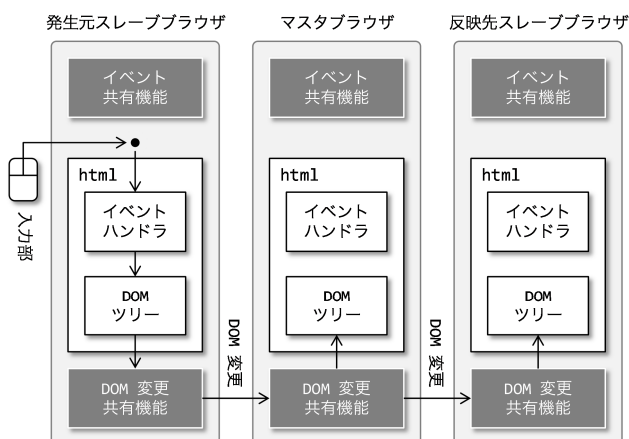 発生元スレーブブラウザ
マスタブラウザ
反映先スレーブブラウザ
イベント
共有機能
イベント
共有機能
イベント
共有機能
入力部
html
イベント
ハンドラ
DOM
ツリー
html
イベント
ハンドラ
DOM
ツリー
html
イベント
ハンドラ
DOM
ツリー
DOM 変更
共有機能
DOM 変更
DOM 変更
共有機能
DOM 変更
DOM 変更
共有機能